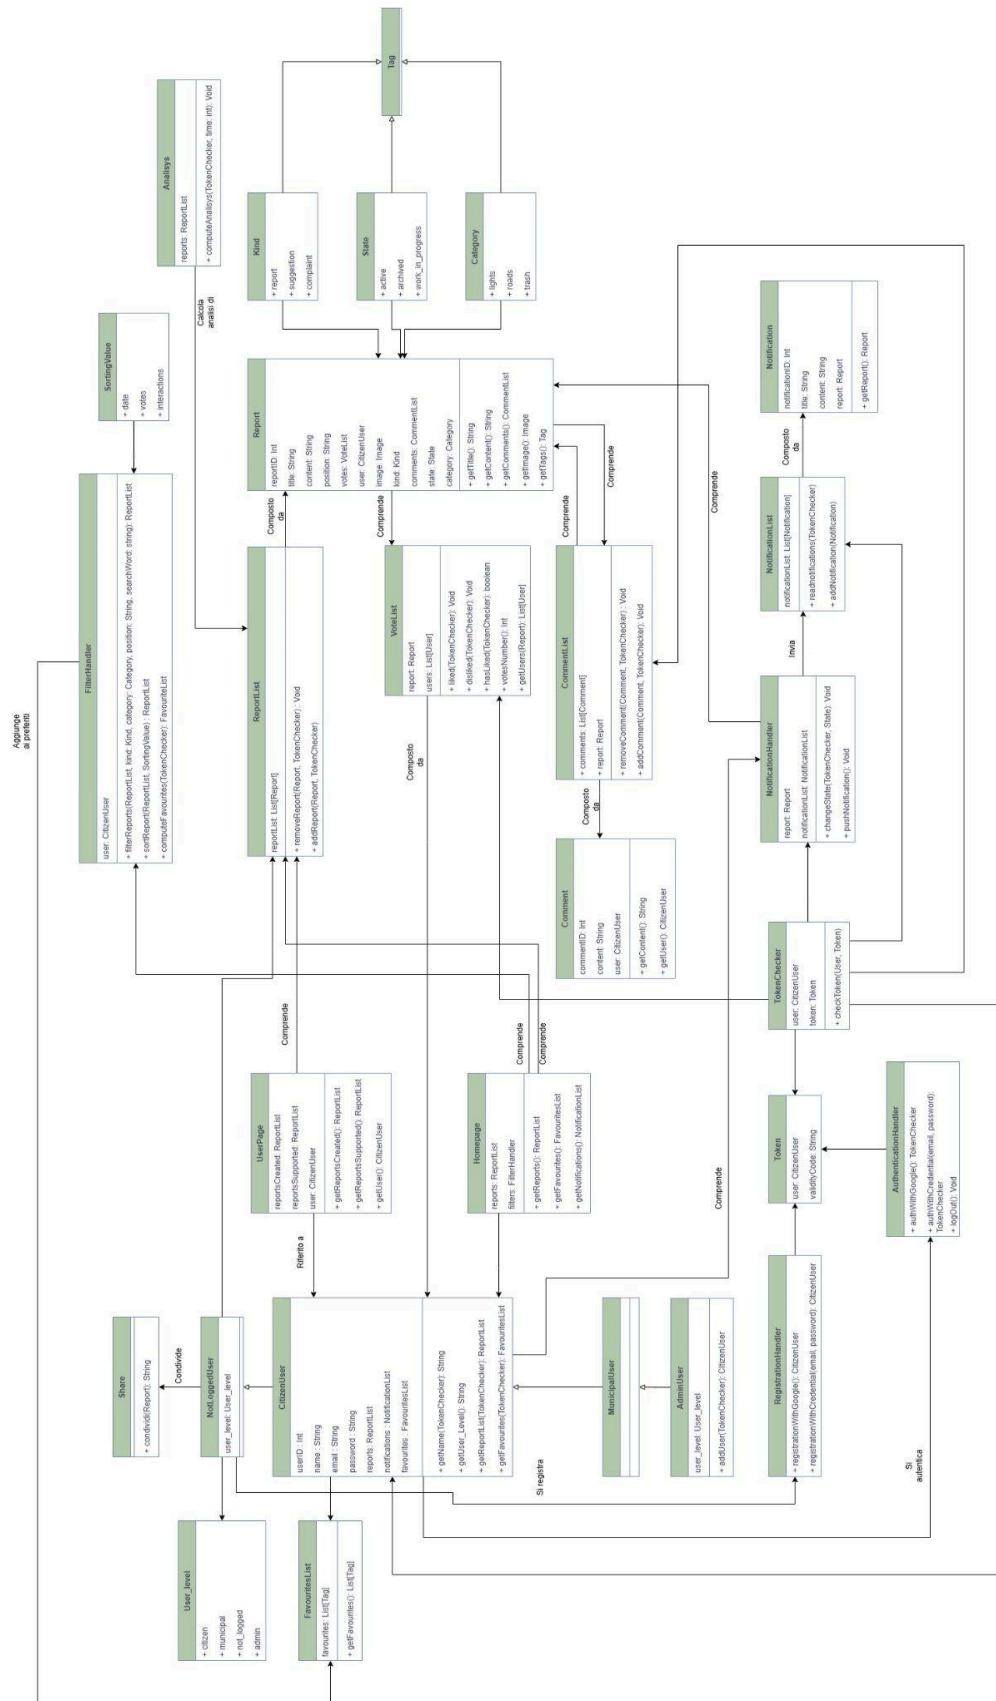 Tag
Analisys
reports: ReportList
+ computeAnalisys(TokenChecker, time: int): Void
Calcola
analisi di
Kind
+ report
+ suggestion
+ complaint
State
+ active
+ archived
+ work_in_progress
Category
+ lights
+ roads
+ trash
SortingValue
+ date
+ votes
+ interactions
Notification
notificationID: Int
title: String
content: String
report: Report
+ getReport(): Report
Composto
da
Report
reportID: Int
title: String
content: String
position: String
votes: VoteList
user: CitizenUser
image: Image
kind: Kind
comments: CommentList
state: State
category: Category
+ getTitle(): String
+ getContent(): String
+ getComments(): CommentList
+ getImage(): Image
+ getTags(): Tag
Composto
da
Comprende
Comprende
Comprende
Comprende
FilterHandler
user: CitizenUser
+ filterReports(ReportList, kind: Kind, category: Category, position: String, searchWord: string): ReportList
+ sortReport(ReportList, SortingValue) : ReportList
+ computeFavourites(TokenChecker): FavouriteList
Aggiunge
ai preferiti
ReportList
reportList: List[Report]
+ removeReport(Report, TokenChecker) : Void
+ addReport(Report, TokenChecker)
VoteList
report: Report
users: List[User]
+ liked(TokenChecker): Void
+ disliked(TokenChecker): Void
+ hasLiked(TokenChecker): boolean
+ votesNumber(): Int
+ getUsers(Report): List[User]
Composto
da
CommentList
+ comments: List[Comment]
+ report: Report
+ removeComment(Comment, TokenChecker) : Void
+ addComment(Comment, TokenChecker): Void
Composto
da
NotificationList
notificationList: List[Notification]
+ readnotifications(TokenChecker)
+ addNotification(Notification)
Invia
NotificationHandler
report: Report
notificationList: NotificationList
+ changeState(TokenChecker, State): Void
+ pushNotification(): Void
Comment
commentID: Int
content: String
user: CitizenUser
+ getContent(): String
+ getUser(): CitizenUser
TokenChecker
user: CitizenUser
token: Token
+ checkToken(User, Token)
Comprende
Comprende
Comprende
Comprende
UserPage
reportsCreated: ReportList
reportsSupported: ReportList
user: CitizenUser
+ getReportsCreated(): ReportList
+ getReportsSupported(): ReportList
+ getUser(): CitizenUser
Riferito a
Homepage
reports: ReportList
filters: FilterHandler
+ getReports(): ReportList
+ getFavourites(): FavouritesList
+ getNotifications(): NotificationList
Token
user: CitizenUser
validityCode: String
AuthenticationHandler
+ authWithGoogle(): TokenChecker
+ authWithCredential(email, password):
TokenChecker
+ logOut(): Void
Share
+ condividi(Report): String
Condivide
NotLoggedUser
user_level: User_level
CitizenUser
userID : Int
name : String
email : String
password : String
reports: ReportList
notifications : NotificationList
favourites : FavouritesList
+ getName(TokenChecker): String
+ getUser_Level(): String
+ getReportList(TokenChecker): ReportList
+ getFavourites(TokenChecker): FavouritesList
Si registra
MunicipalUser
AdminUser
user_level: User_level
+ addUser(TokenChecker): CitizenUser
RegistrationHandler
+ registrationWithGoogle(): CitizenUser
+ registrationWithCredential(email, password): CitizenUser
Si
autentica
User_level
+ citizen
+ municipal
+ not_logged
+ admin
FavouritesList
favourites: List[Tag]
+ getFavourites(): List[Tag]